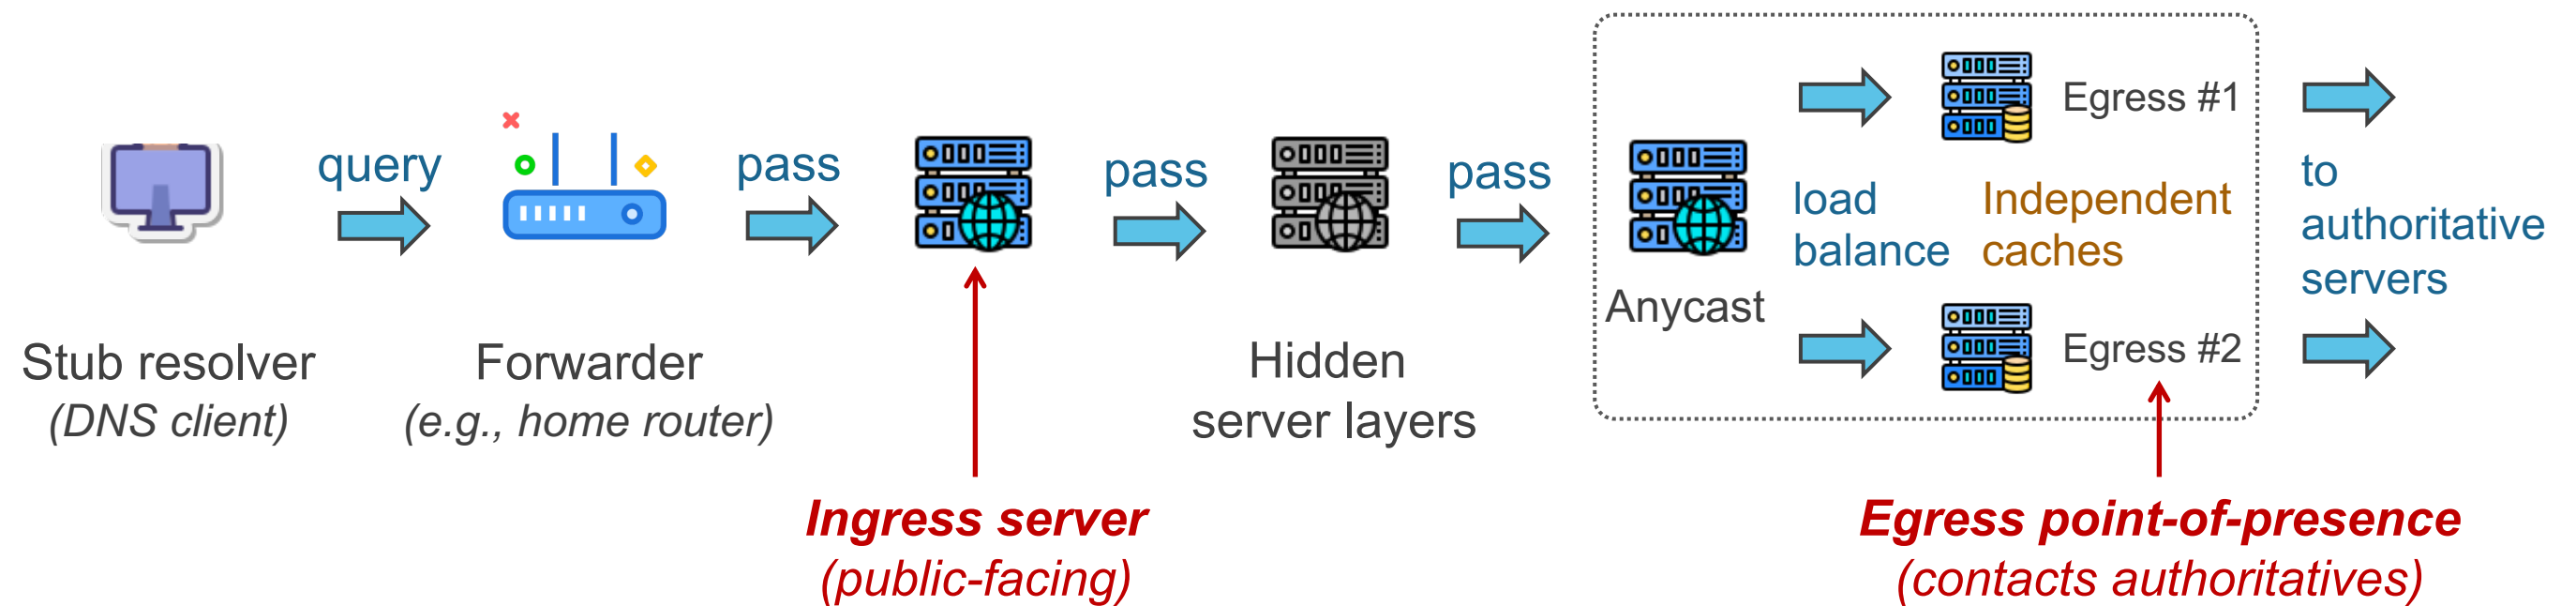 query
pass
pass
pass
Stub resolver
(DNS client)
Forwarder
(e.g., home router)
Ingress server
(public-facing)
Hidden
server layers
Anycast
load
balance
Egress #1
Independent
caches
Egress #2
to
authoritative
servers
Egress point-of-presence
(contacts authoritatives)